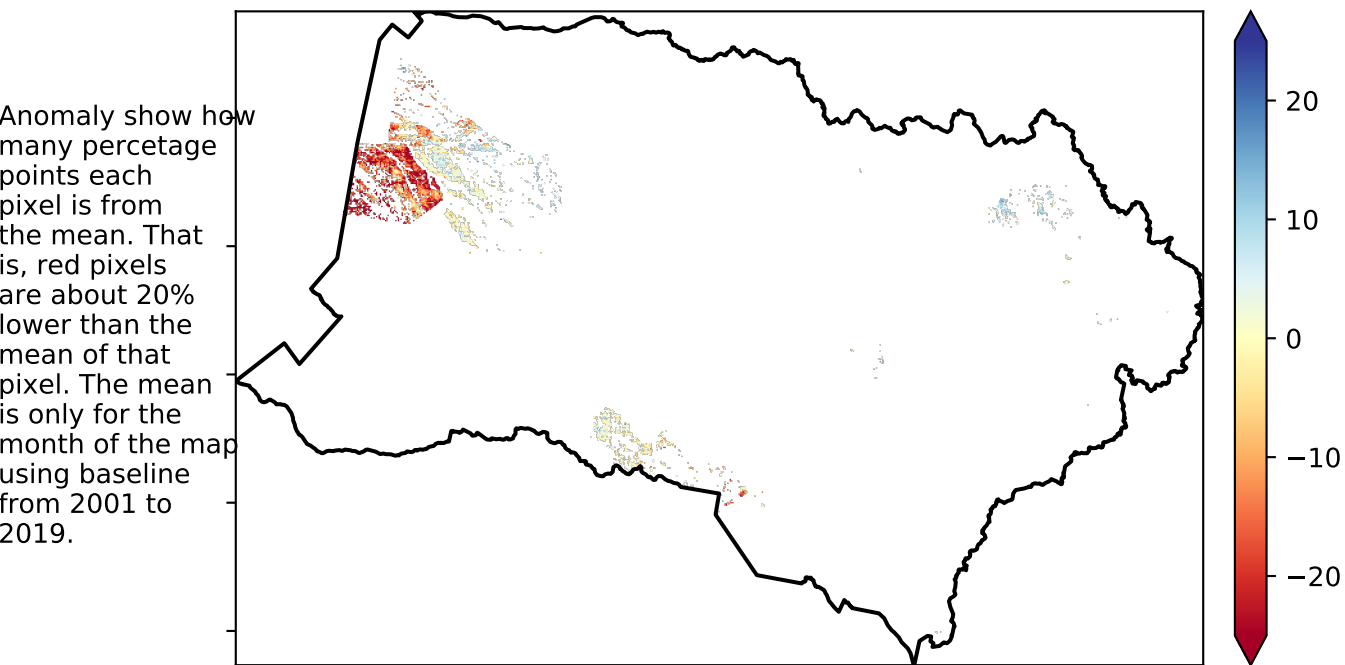 Anomaly show how
many percetage
points each
pixel is from
the mean. That
is, red pixels
are about 20%
lower than the
mean of that
pixel. The mean
is only for the
month of the map
using baseline
from 2001 to
2019.
20
10
0
−10
−20